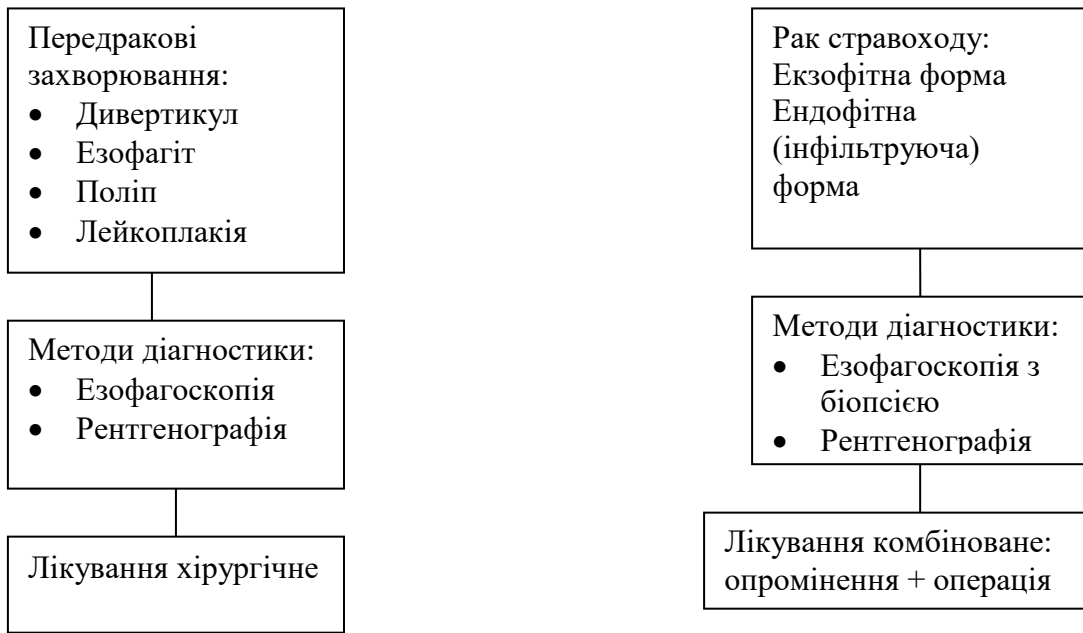 Передракові
захворювання:
• Дивертикул
• Езофагіт
• Поліп
• Лейкоплакія
Методи діагностики:
• Езофагоскопія
• Рентгенографія
Лікування хірургічне
Рак стравоходу:
Екзофітна форма
Ендофітна
(інфільтруюча)
форма
Методи діагностики:
• Езофагоскопія з
біопсією
• Рентгенографія
Лікування комбіноване:
опромінення + операція